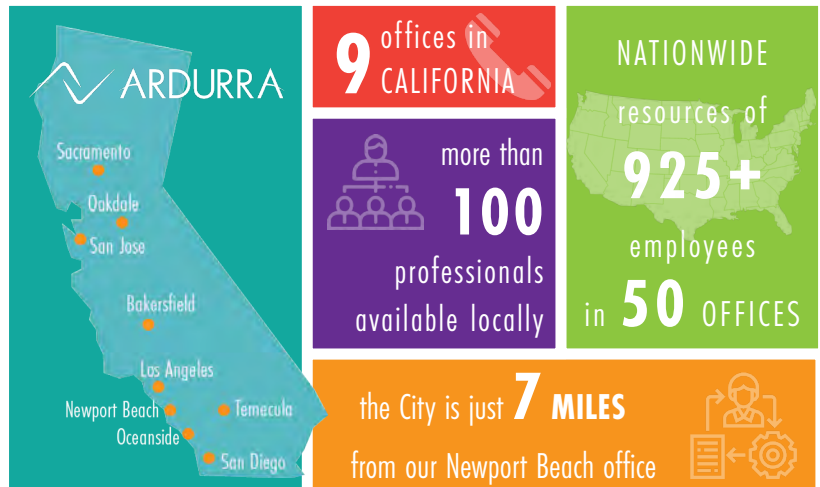 ARDURRA
Sacramento
Oakdale
San Jose
Bakersfield
Los Angeles
Newport Beach
Temecula
Oceanside
San Diego
9 offices in
CALIFORNIA
more than
100
professionals
available locally
NATIONWIDE
resources of
925+
employees
in 50 OFFICES
the City is just 7 MILES
from our Newport Beach office